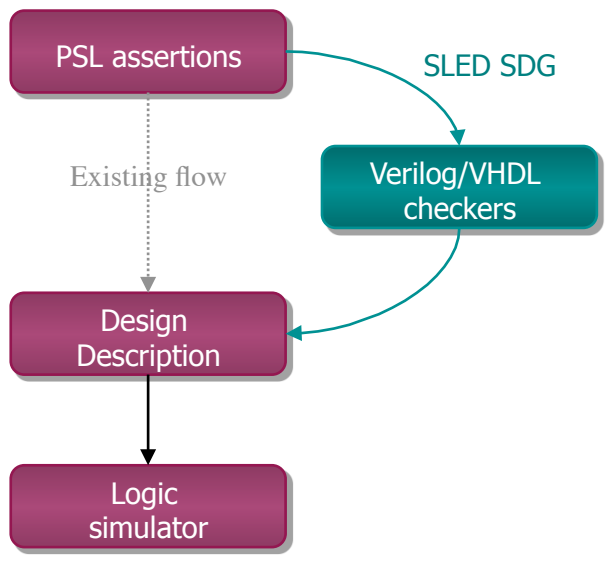 PSL assertions
SLED SDG
Existing flow
Verilog/VHDL
checkers
Design
Description
Logic
simulator